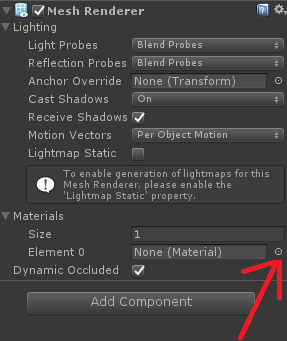 Mesh Renderer
Lighting
Light Probes Blend Probes
Reflection Probes Blend Probes
Anchor Override None (Transform)
Cast Shadows On
Receive Shadows
Motion Vectors Per Object Motion
Lightmap Static
To enable generation of lightmaps for this
Mesh Renderer, please enable the
'Lightmap Static' property.
Materials
Size 1
Element 0 None (Material)
Dynamic Occluded
Add Component